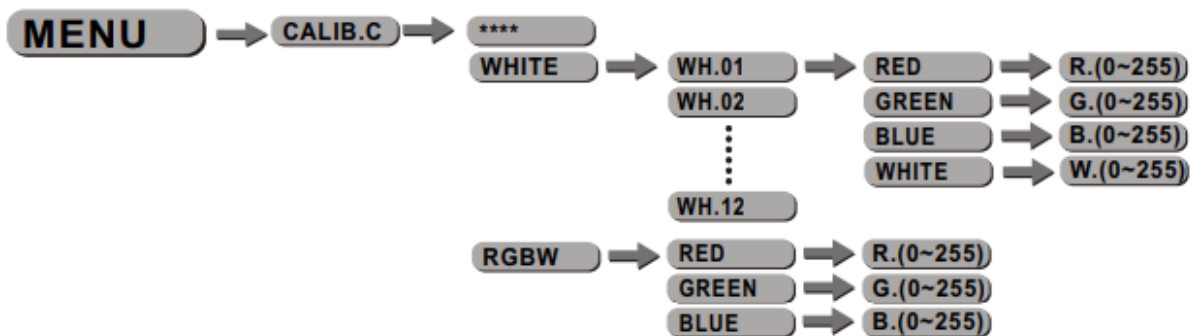 MENU CALIB.C ****
WHITE WH.01 RED R.(0~255)
WH.02 GREEN G.(0~255)
BLUE B.(0~255)
WHITE W.(0~255)
WH.12
RGBW RED R.(0~255)
GREEN G.(0~255)
BLUE B.(0~255)